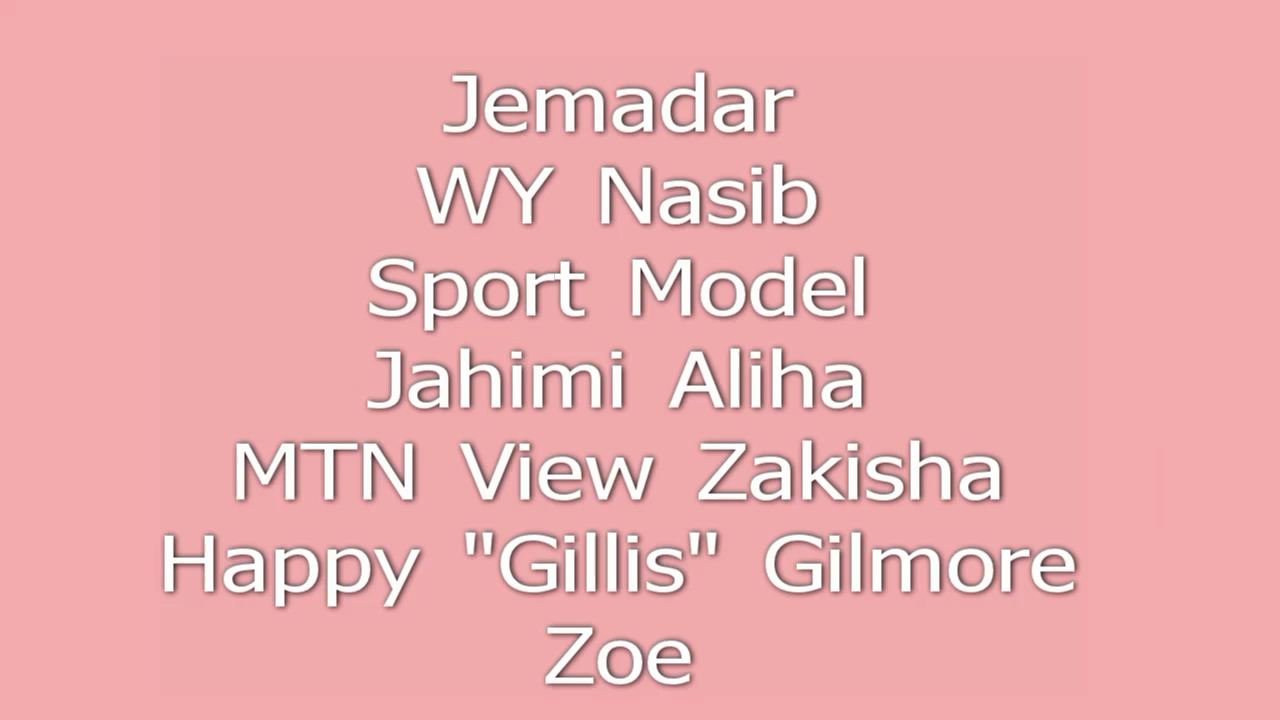 Jemadar
WY Nasib
Sport Model
Jahimi Aliha
MTN View Zakisha
Happy "Gillis" Gilmore
Zoe